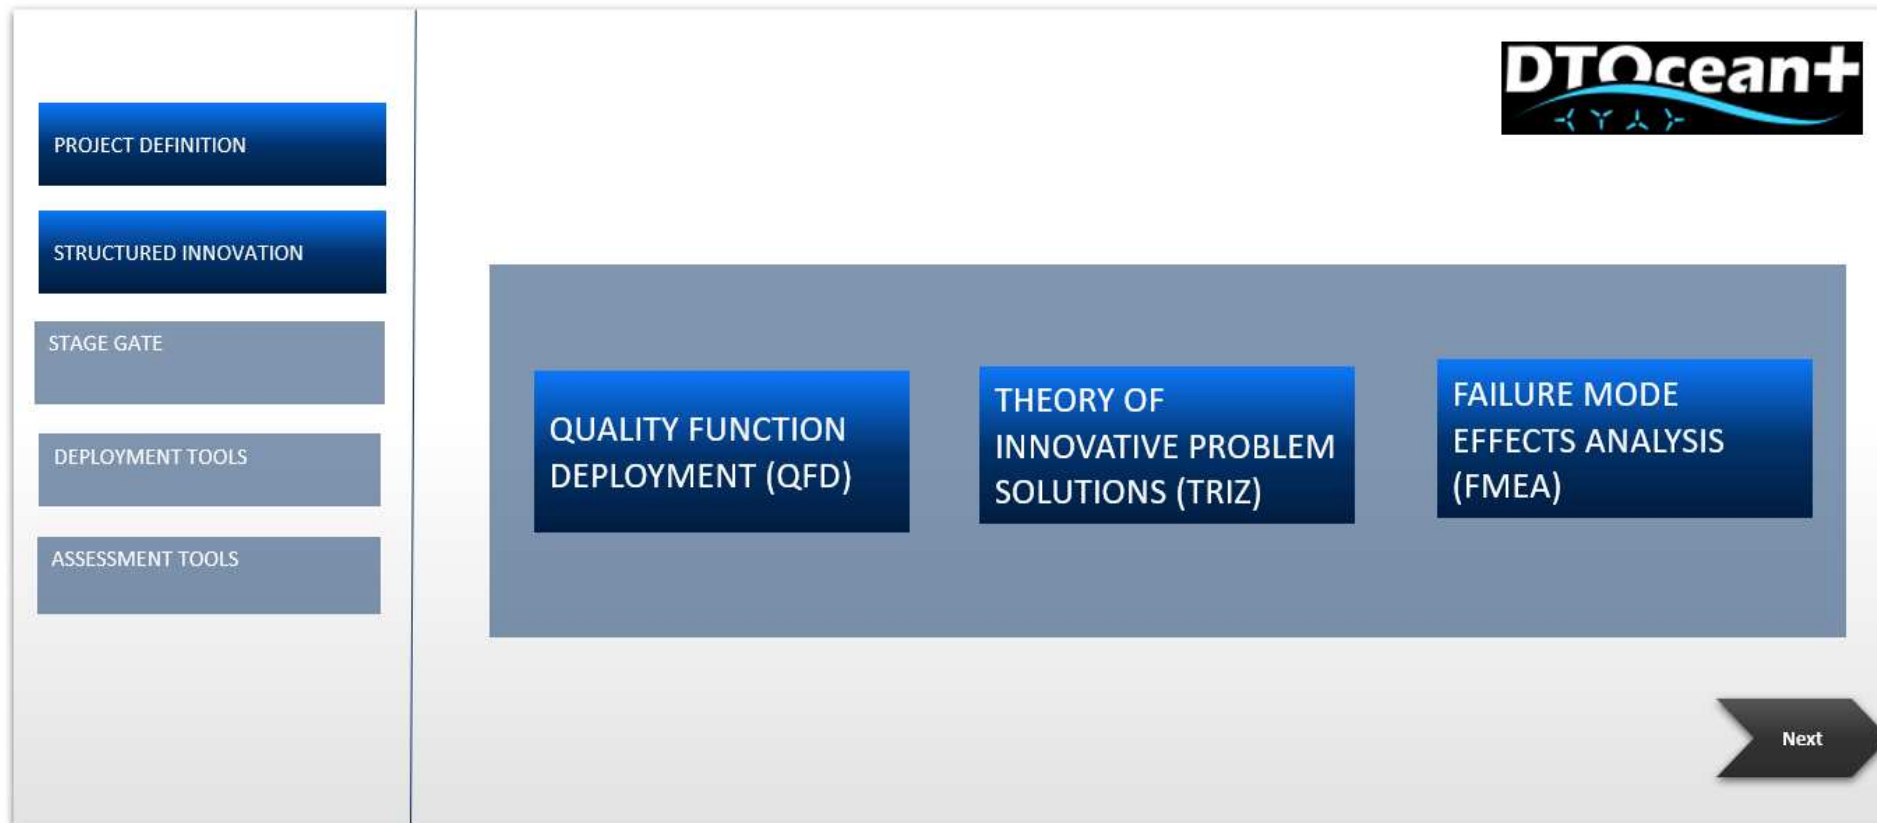 DTOcean+
PROJECT DEFINITION
STRUCTURED INNOVATION
STAGE GATE
DEPLOYMENT TOOLS
ASSESSMENT TOOLS
QUALITY FUNCTION
DEPLOYMENT (QFD)
THEORY OF
INNOVATIVE PROBLEM
SOLUTIONS (TRIZ)
FAILURE MODE
EFFECTS ANALYSIS
(FMEA)
Next